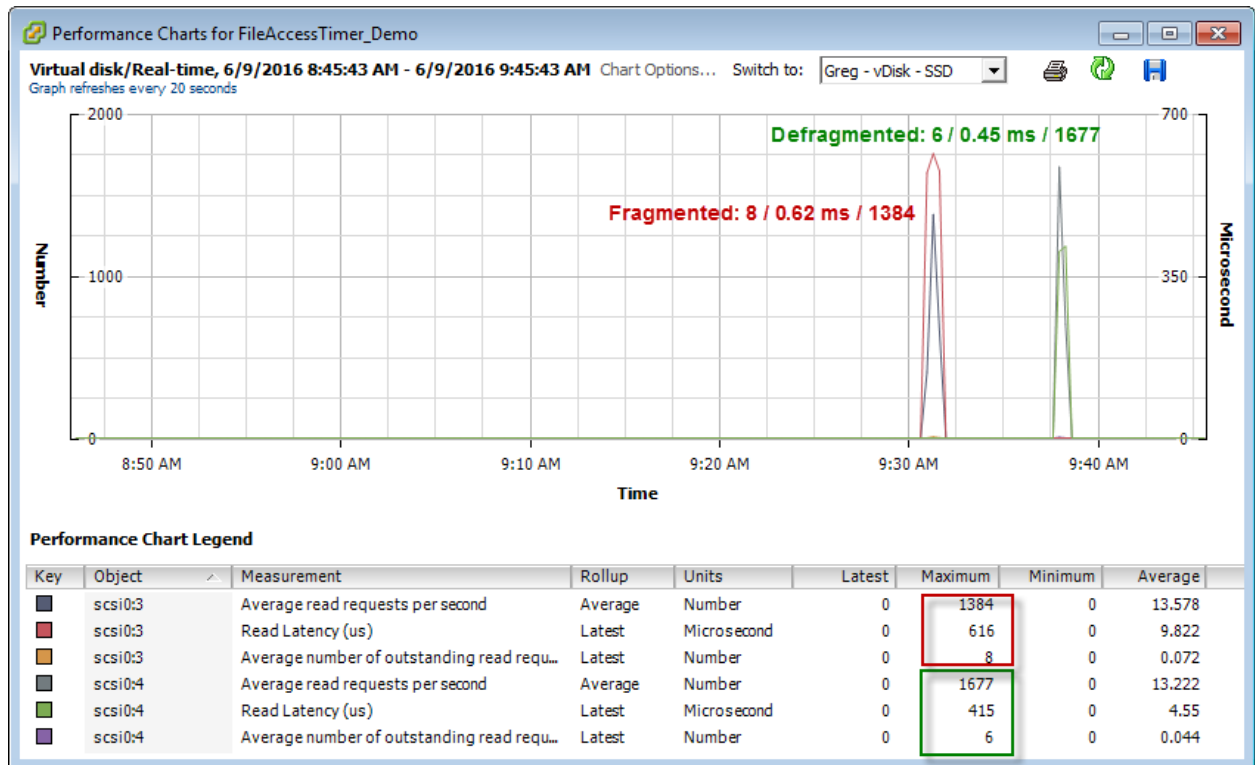 Performance Charts for FileAccessTimer_Demo
Virtual disk/Real-time, 6/9/2016 8:45:43 AM - 6/9/2016 9:45:43 AM Chart Options... Switch to: Greg - vDisk - SSD
Graph refreshes every 20 seconds
2000 700
Defragmented: 6 / 0.45 ms / 1677
Fragmented: 8 / 0.62 ms / 1384
Number
Microsecond
1000 350
0 0
8:50 AM 9:00 AM 9:10 AM 9:20 AM 9:30 AM 9:40 AM
Time
Performance Chart Legend
Key Object Measurement Rollup Units Latest Maximum Minimum Average
scsi0:3 Average read requests per second Average Number 0 1384 0 13.578
scsi0:3 Read Latency (us) Latest Microsecond 0 616 0 9.822
scsi0:3 Average number of outstanding read requ... Latest Number 0 8 0 0.072
scsi0:4 Average read requests per second Average Number 0 1677 0 13.222
scsi0:4 Read Latency (us) Latest Microsecond 0 415 0 4.55
scsi0:4 Average number of outstanding read requ... Latest Number 0 6 0 0.044